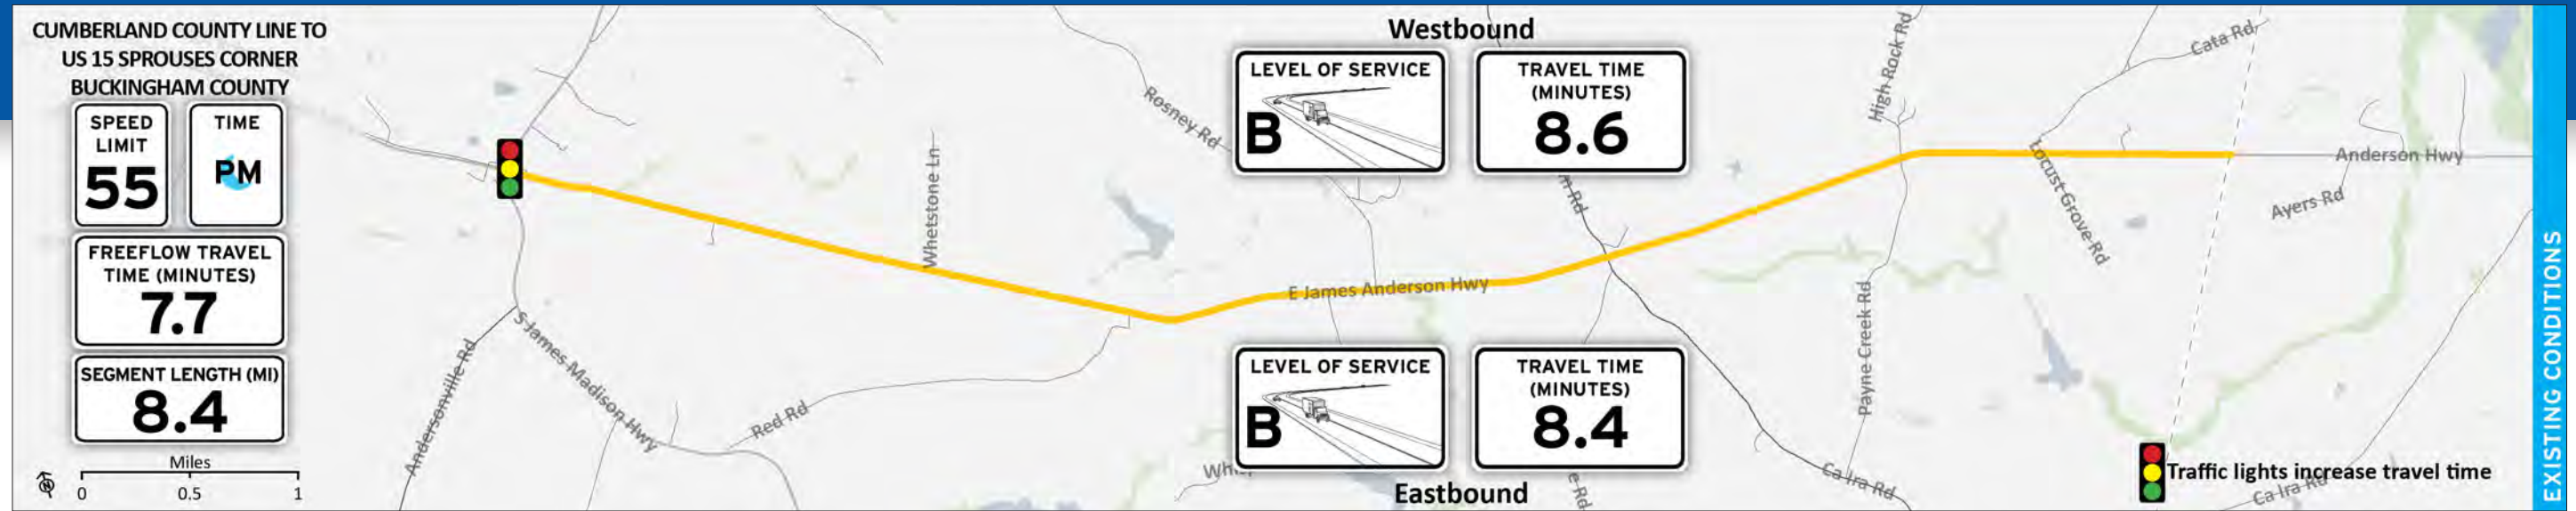 CUMBERLAND COUNTY LINE TO
US 15 SPROUSES CORNER
BUCKINGHAM COUNTY
SPEED
LIMIT
55
TIME
PM
FREEFLOW TRAVEL
TIME (MINUTES)
7.7
SEGMENT LENGTH (MI)
8.4
Miles
0 0.5 1
Andersonville Rd
S James Madison Hwy
Red Rd
Whetstone Ln
Rosney Rd
Westbound
LEVEL OF SERVICE
B
TRAVEL TIME
(MINUTES)
8.6
Rd
E James Anderson Hwy
LEVEL OF SERVICE
B
TRAVEL TIME
(MINUTES)
8.4
Eastbound
Rd
High Rock Rd
Payne Creek Rd
Ca Ira Rd
Cata Rd
Locust Grove Rd
Anderson Hwy
Ayers Rd
Traffic lights increase travel time
Ca Ira Rd
EXISTING CONDITIONS